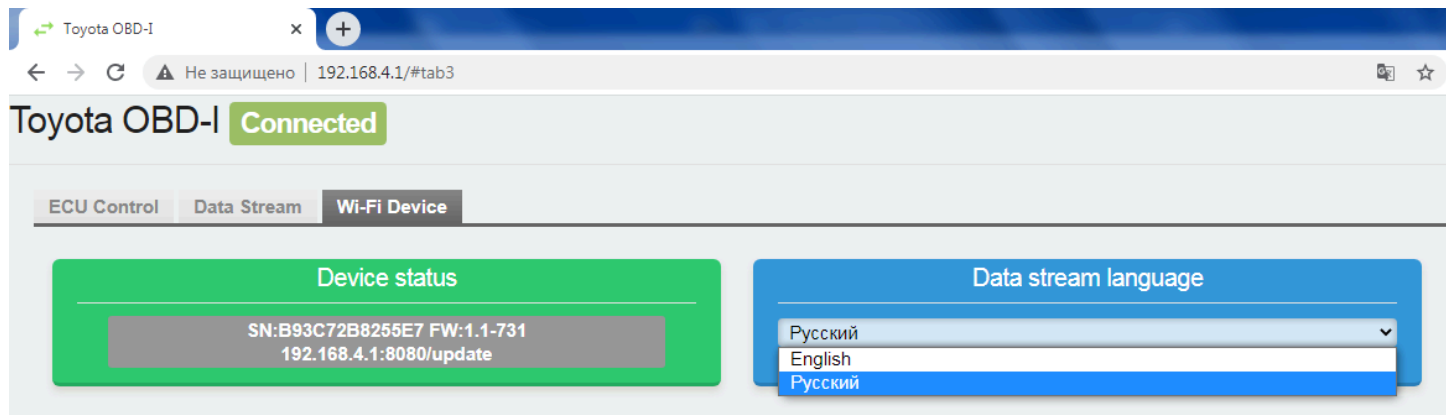 Toyota OBD-I
Не защищено | 192.168.4.1/#tab3
Toyota OBD-I Connected
ECU Control Data Stream Wi-Fi Device
Device status
SN:B93C72B8255E7 FW:1.1-731
192.168.4.1:8080/update
Data stream language
Русский
English
Русский